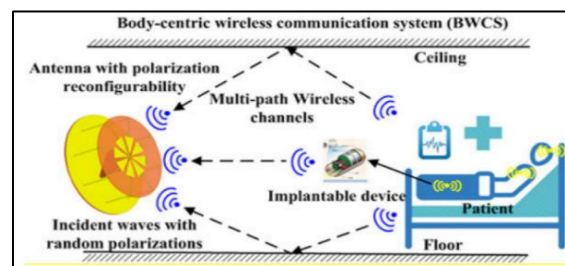 Body-centric wireless communication system (BWCS)
Ceiling
Antenna with polarization
reconfigurability
Multi-path Wireless
channels
Implantable device
Patient
Incident waves with
random polarizations
Floor